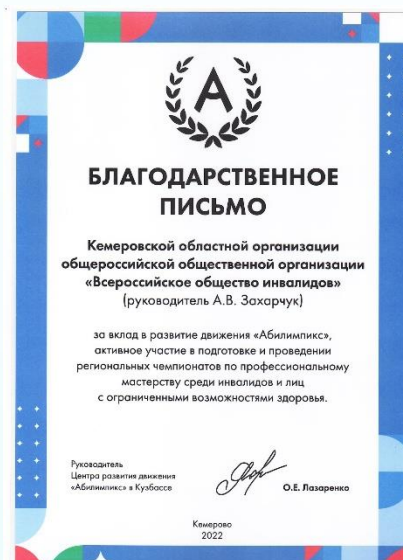 А
БЛАГОДАРСТВЕННОЕ
ПИСЬМО
Кемеровской областной организации
общероссийской общественной организации
«Всероссийское общество инвалидов»
(руководитель А.В. Захарчук)
за вклад в развитие движения «Абилимпикс»,
активное участие в подготовке и проведении
региональных чемпионатов по профессиональному
мастерству среди инвалидов и лиц
с ограниченными возможностями здоровья.
Руководитель
Центра развития движения
«Абилимпикс» в Кузбассе
О.Е. Лазаренко
Кемерово
2022